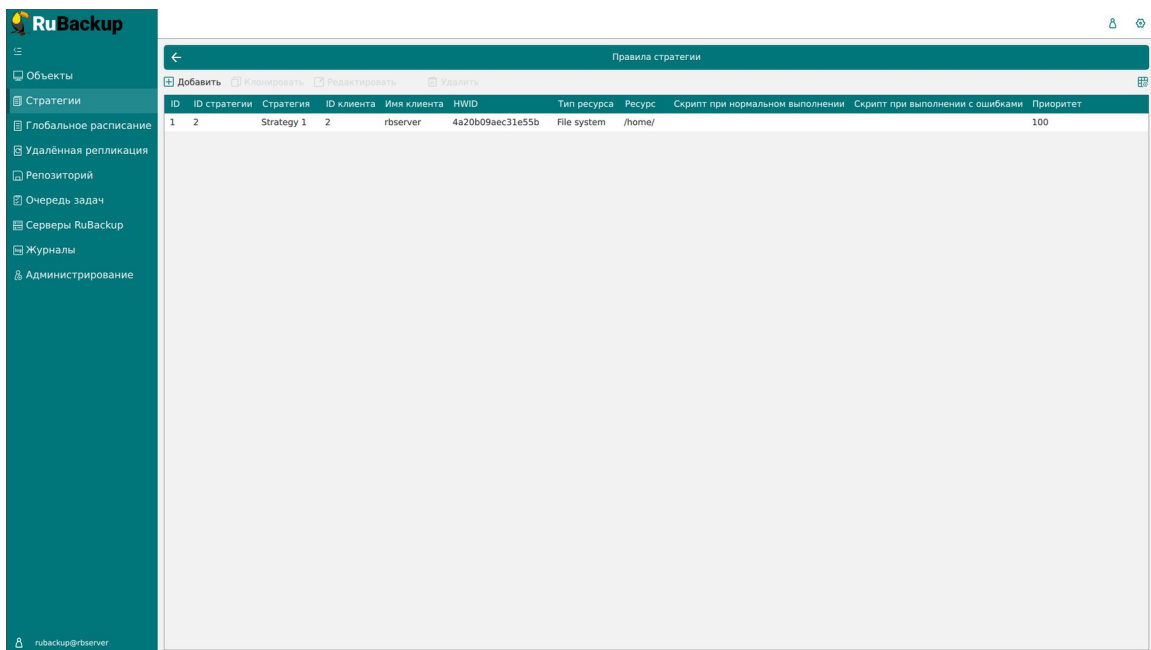 RuBackup
Объекты
Стратегии
Глобальное расписание
Удалённая репликация
Репозиторий
Очередь задач
Серверы RuBackup
Журналы
Администрирование
rubackup@rbserver
Правила стратегии
Добавить Клонировать Редактировать Удалить
ID ID стратегии Стратегия ID клиента Имя клиента HWID Тип ресурса Ресурс Скрипт при нормальном выполнении Скрипт при выполнении с ошибками Приоритет
1 2 Strategy 1 2 rbserver 4a20b09aec31e55b File system /home/ 100